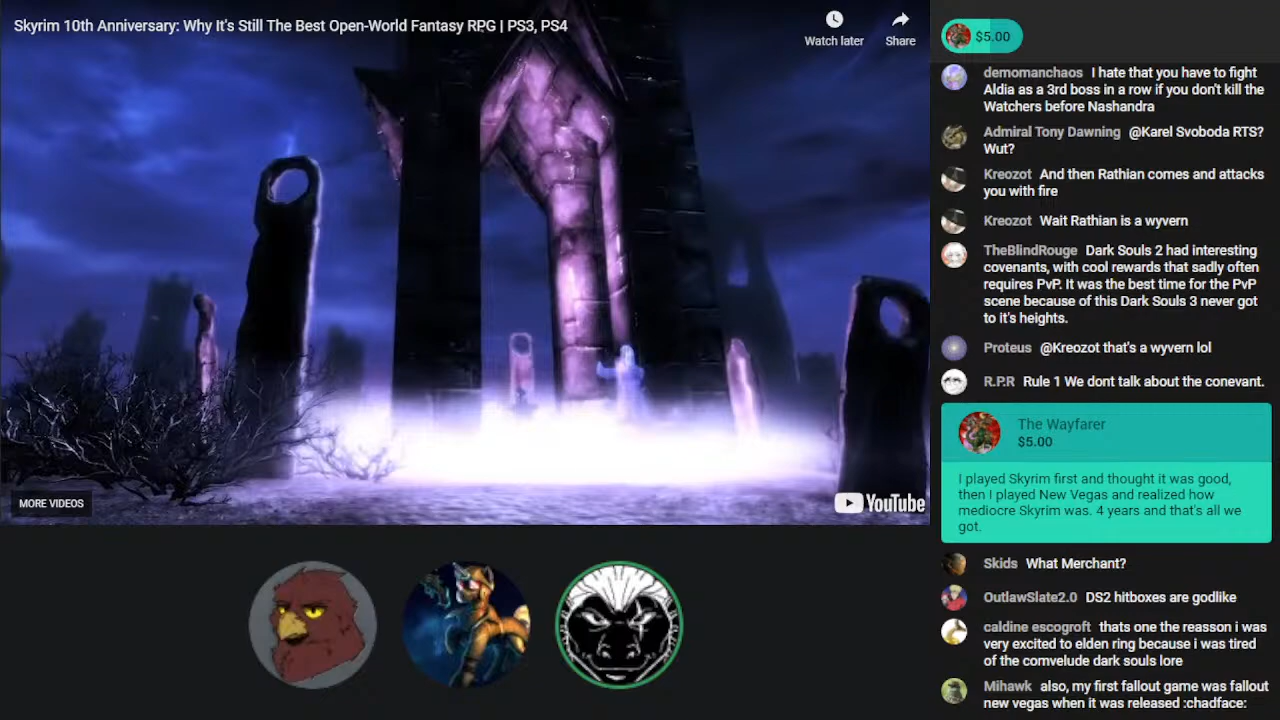 Skyrim 10th Anniversary: Why It's Still The Best Open-World Fantasy RPG | PS3, PS4
Watch later
Share
MORE VIDEOS
YouTube
$5.00
demomanchaos I hate that you have to fight
Aldia as a 3rd boss in a row if you don't kill the
Watchers before Nashandra
Admiral Tony Dawning @Karel Svoboda RTS?
Wut?
Kreozot And then Rathian comes and attacks
you with fire
Kreozot Wait Rathian is a wyvern
TheBlindRouge Dark Souls 2 had interesting
covenants, with cool rewards that sadly often
requires PvP. It was the best time for the PvP
scene because of this Dark Souls 3 never got
to it's heights.
Proteus @Kreozot that's a wyvern lol
R.P.R Rule 1 We dont talk about the conevant.
The Wayfarer
$5.00
I played Skyrim first and thought it was good,
then I played New Vegas and realized how
mediocre Skyrim was. 4 years and that's all we
got.
Skids What Merchant?
OutlawSlate2.0 DS2 hitboxes are godlike
caldine escogroft thats one the reasson i was
very excited to elden ring because i was tired
of the comvelude dark souls lore
Mihawk also, my first fallout game was fallout
new vegas when it was released :chadface: